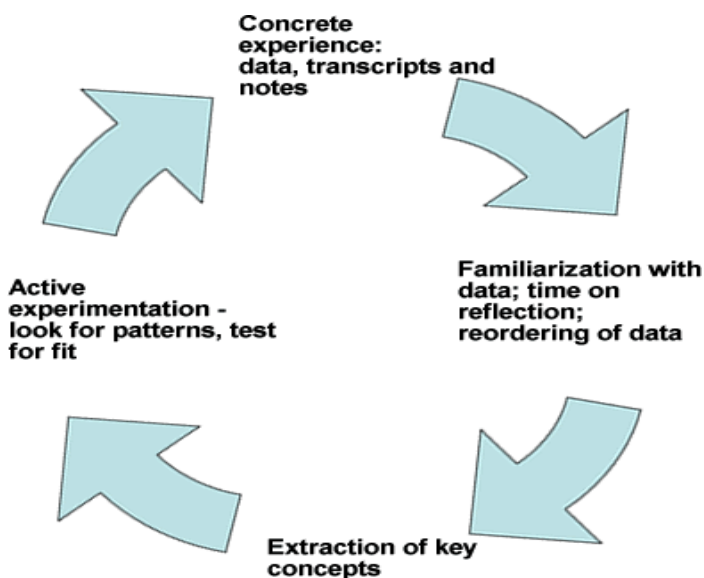 Concrete
experience:
data, transcripts and
notes
Familiarization with
data; time on
reflection;
reordering of data
Extraction of key
concepts
Active
experimentation -
look for patterns, test
for fit